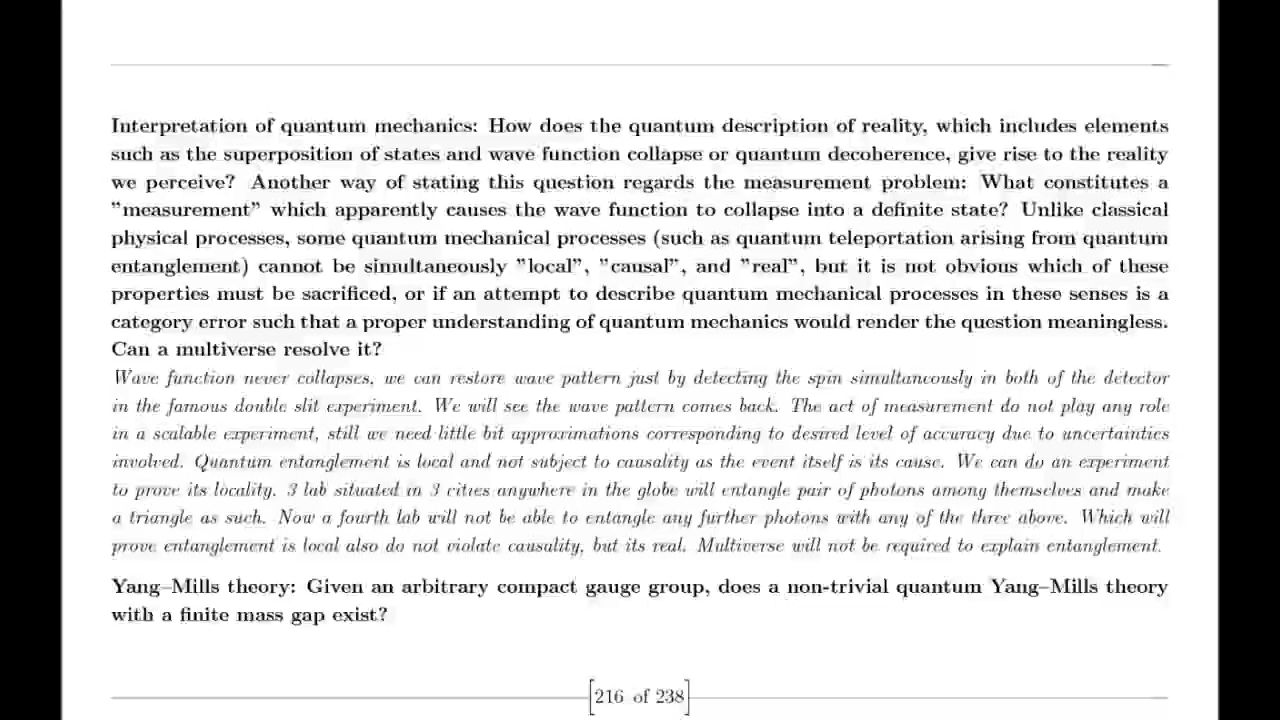 Interpretation of quantum mechanics: How does the quantum description of reality, which includes elements
such as the superposition of states and wave function collapse or quantum decoherence, give rise to the reality
we perceive? Another way of stating this question regards the measurement problem: What constitutes a
”measurement” which apparently causes the wave function to collapse into a definite state? Unlike classical
physical processes, some quantum mechanical processes (such as quantum teleportation arising from quantum
entanglement) cannot be simultaneously ”local”, ”causal”, and ”real”, but it is not obvious which of these
properties must be sacrificed, or if an attempt to describe quantum mechanical processes in these senses is a
category error such that a proper understanding of quantum mechanics would render the question meaningless.
Can a multiverse resolve it?
Wave function never collapses, we can restore wave pattern just by detecting the spin simultaneously in both of the detector
in the famous double slit experiment. We will see the wave pattern comes back. The act of measurement do not play any role
in a scalable experiment, still we need little bit approximations corresponding to desired level of accuracy due to uncertainties
involved. Quantum entanglement is local and not subject to causality as the event itself is its cause. We can do an experiment
to prove its locality. 3 lab situated in 3 cities anywhere in the globe will entangle pair of photons among themselves and make
a triangle as such. Now a fourth lab will not be able to entangle any further photons with any of the three above. Which will
prove entanglement is local also do not violate causality, but its real. Multiverse will not be required to explain entanglement.
Yang–Mills theory: Given an arbitrary compact gauge group, does a non-trivial quantum Yang–Mills theory
with a finite mass gap exist?
216 of 238